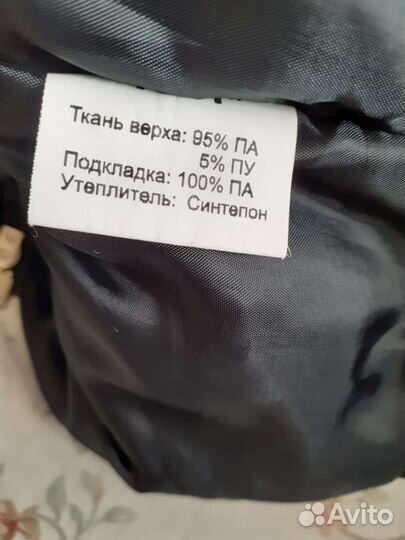 Ткань верха: 95% ПА
5% ПУ
Подкладка: 100% ПА
Утеплитель: Синтепон
Avito